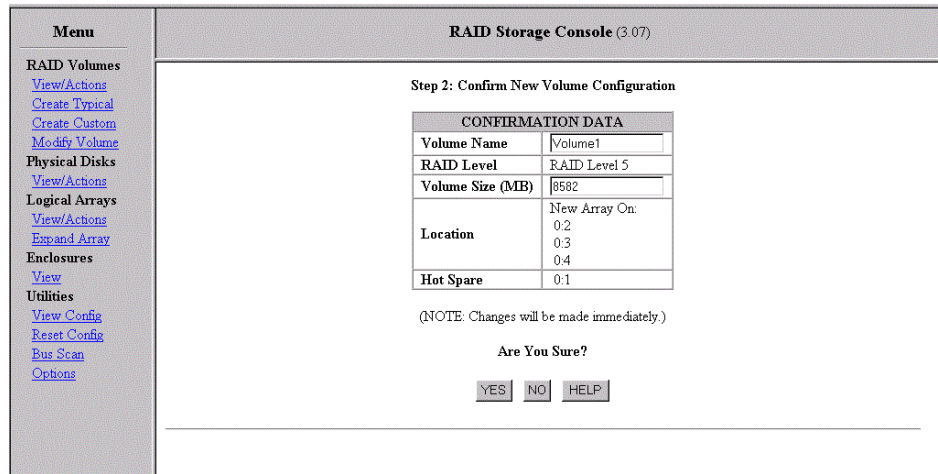 Menu
RAID Volumes
View/Actions
Create Typical
Create Custom
Modify Volume
Physical Disks
View/Actions
Logical Arrays
View/Actions
Expand Array
Enclosures
View
Utilities
View Config
Reset Config
Bus Scan
Options
RAID Storage Console (3.07)
Step 2: Confirm New Volume Configuration
CONFIRMATION DATA
Volume Name Volume1
RAID Level RAID Level 5
Volume Size (MB) 8582
Location New Array On:
0:2
0:3
0:4
Hot Spare 0:1
(NOTE: Changes will be made immediately.)
Are You Sure?
YES NO HELP